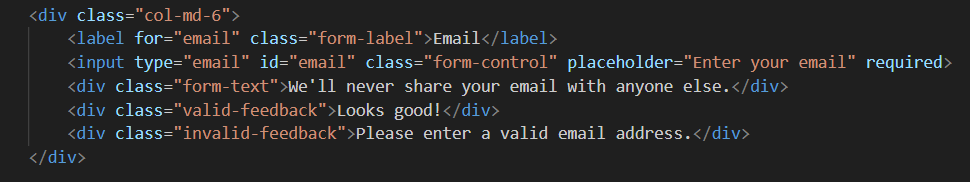 <div class="col-md-6">
    <label for="email" class="form-label">Email</label>
    <input type="email" id="email" class="form-control" placeholder="Enter your email" required>
    <div class="form-text">We'll never share your email with anyone else.</div>
    <div class="valid-feedback">Looks good!</div>
    <div class="invalid-feedback">Please enter a valid email address.</div>
</div>